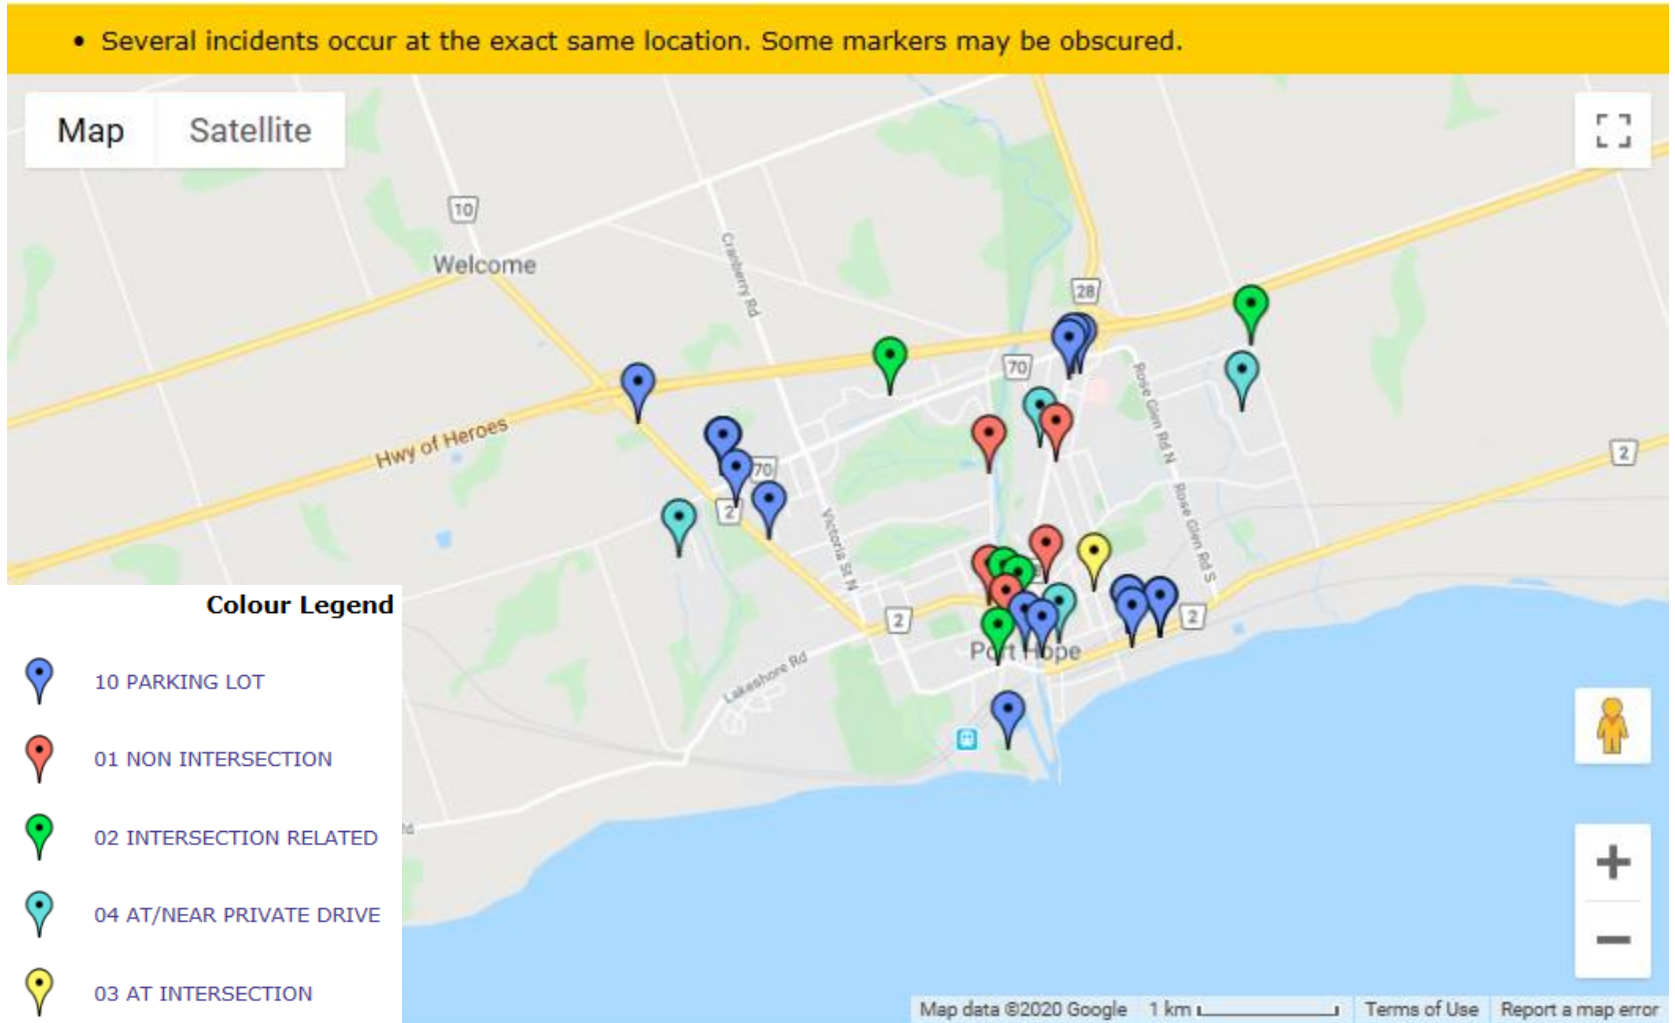 • Several incidents occur at the exact same location. Some markers may be obscured.
Map
Satellite
10
Welcome
Cranberry Rd
28
70
Rose Glen Rd N
Hwy of Heroes
2
70
2
Victoria St N
Rose Glen Rd S
2
2
Port Hope
Lakeshore Rd
Colour Legend
10 PARKING LOT
01 NON INTERSECTION
02 INTERSECTION RELATED
04 AT/NEAR PRIVATE DRIVE
03 AT INTERSECTION
Map data ©2020 Google
1 km
Terms of Use
Report a map error